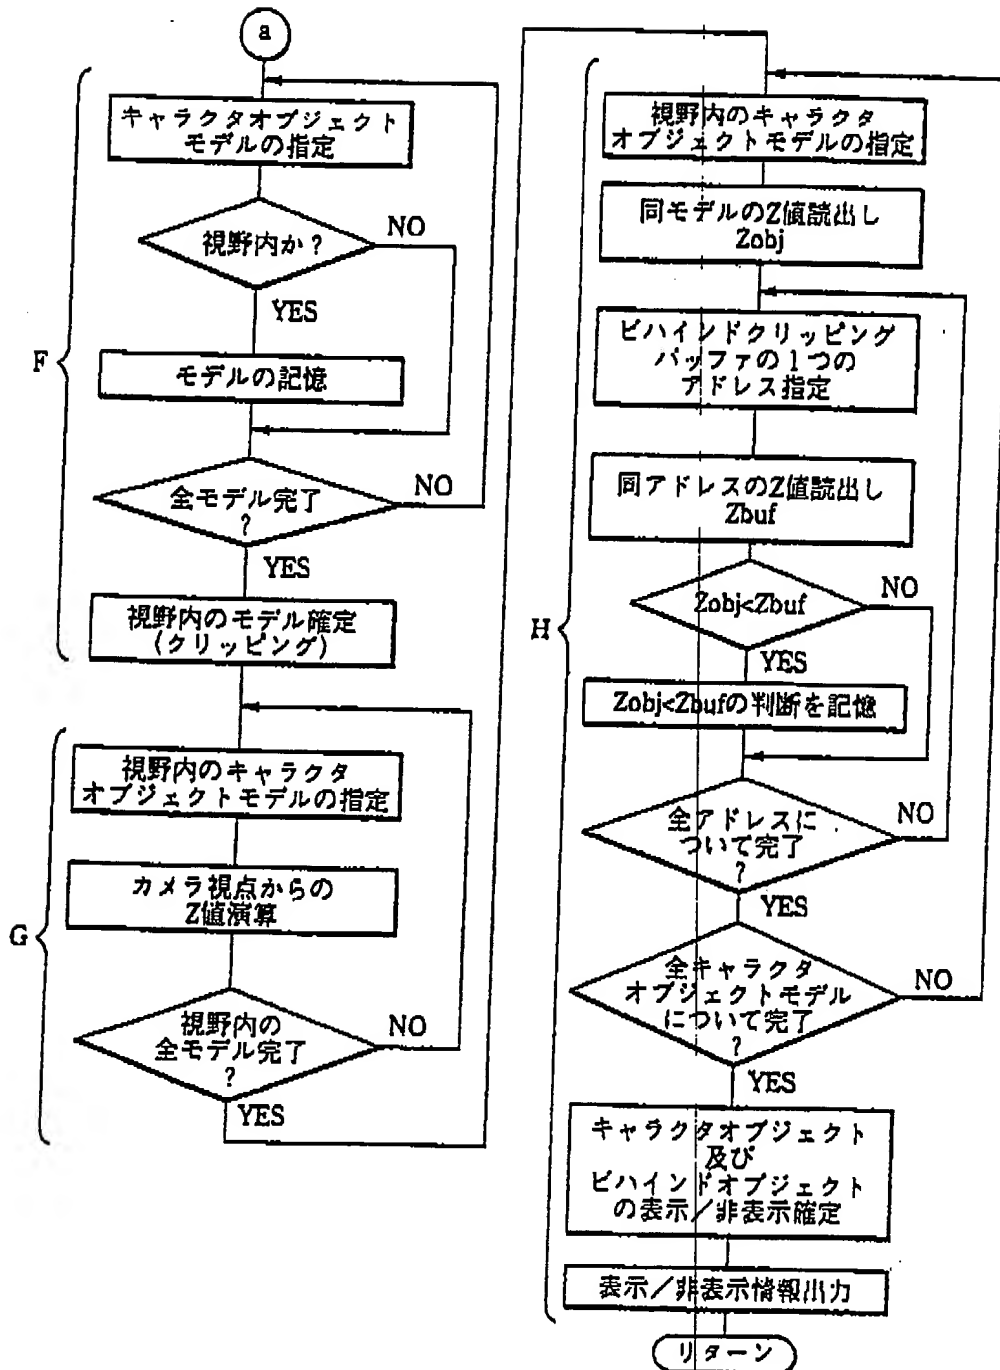 a
キャラクタオブジェクト
モデルの指定
視野内か？
NO
YES
モデルの記憶
F
全モデル完了
？
NO
YES
視野内のモデル確定
(クリッピング)
視野内のキャラクタ
オブジェクトモデルの指定
カメラ視点からの
Z値演算
G
視野内の
全モデル完了
？
NO
YES
視野内のキャラクタ
オブジェクトモデルの指定
同モデルのZ値読出し
Zobj
ビハインドクリッピング
バッファの1つの
アドレス指定
同アドレスのZ値読出し
Zbuf
H
Zobj<Zbuf
NO
YES
Zobj<Zbufの判断を記憶
全アドレスに
ついて完了
？
NO
YES
全キャラクタ
オブジェクトモデル
について完了
？
NO
YES
キャラクタオブジェクト
及び
ビハインドオブジェクト
の表示／非表示確定
表示／非表示情報出力
リターン